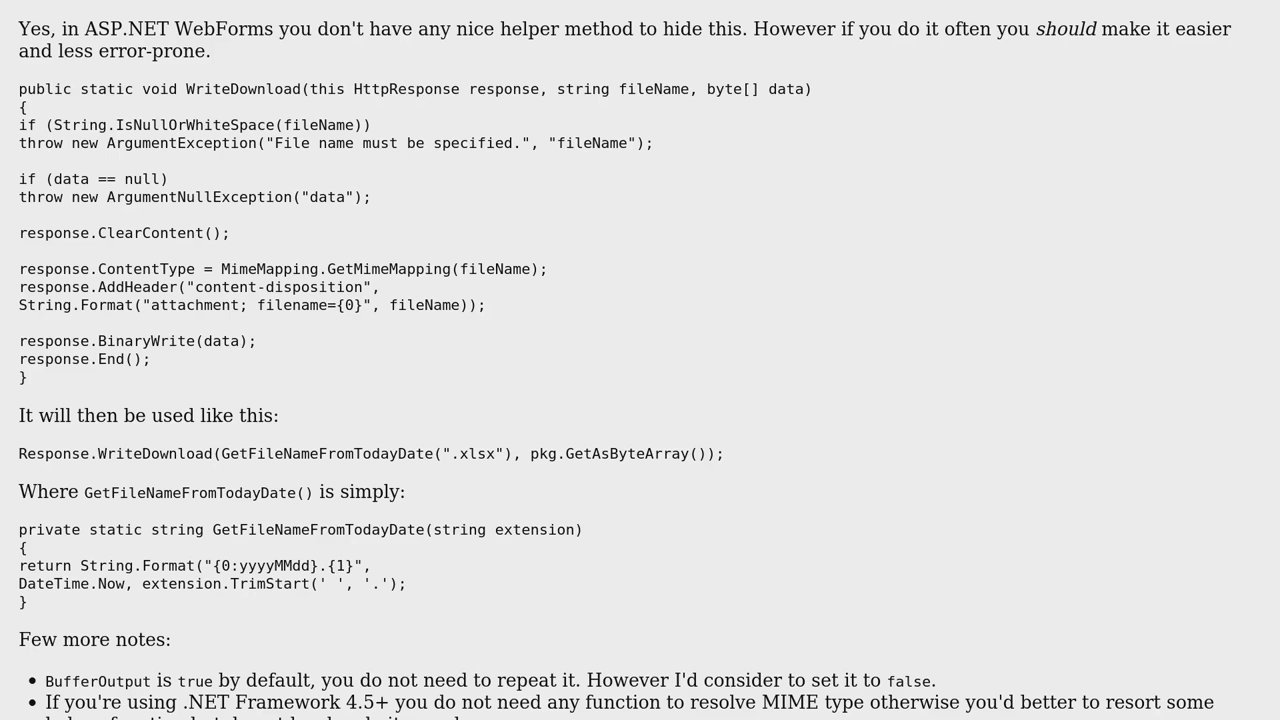 Yes, in ASP.NET WebForms you don't have any nice helper method to hide this. However if you do it often you should make it easier
and less error-prone.
public static void WriteDownload(this HttpResponse response, string fileName, byte[] data)
{
if (String.IsNullOrWhiteSpace(fileName))
throw new ArgumentException("File name must be specified.", "fileName");
if (data == null)
throw new ArgumentNullException("data");
response.ClearContent();
response.ContentType = MimeMapping.GetMimeMapping(fileName);
response.AddHeader("content-disposition",
String.Format("attachment; filename={0}", fileName));
response.BinaryWrite(data);
response.End();
}
It will then be used like this:
Response.WriteDownload(GetFileNameFromTodayDate(".xlsx"), pkg.GetAsByteArray());
Where GetFileNameFromTodayDate() is simply:
private static string GetFileNameFromTodayDate(string extension)
{
return String.Format("{0:yyyyMMdd}.{1}",
DateTime.Now, extension.TrimStart(' ', '.');
}
Few more notes:
• BufferOutput is true by default, you do not need to repeat it. However I'd consider to set it to false.
• If you're using .NET Framework 4.5+ you do not need any function to resolve MIME type otherwise you'd better to resort some